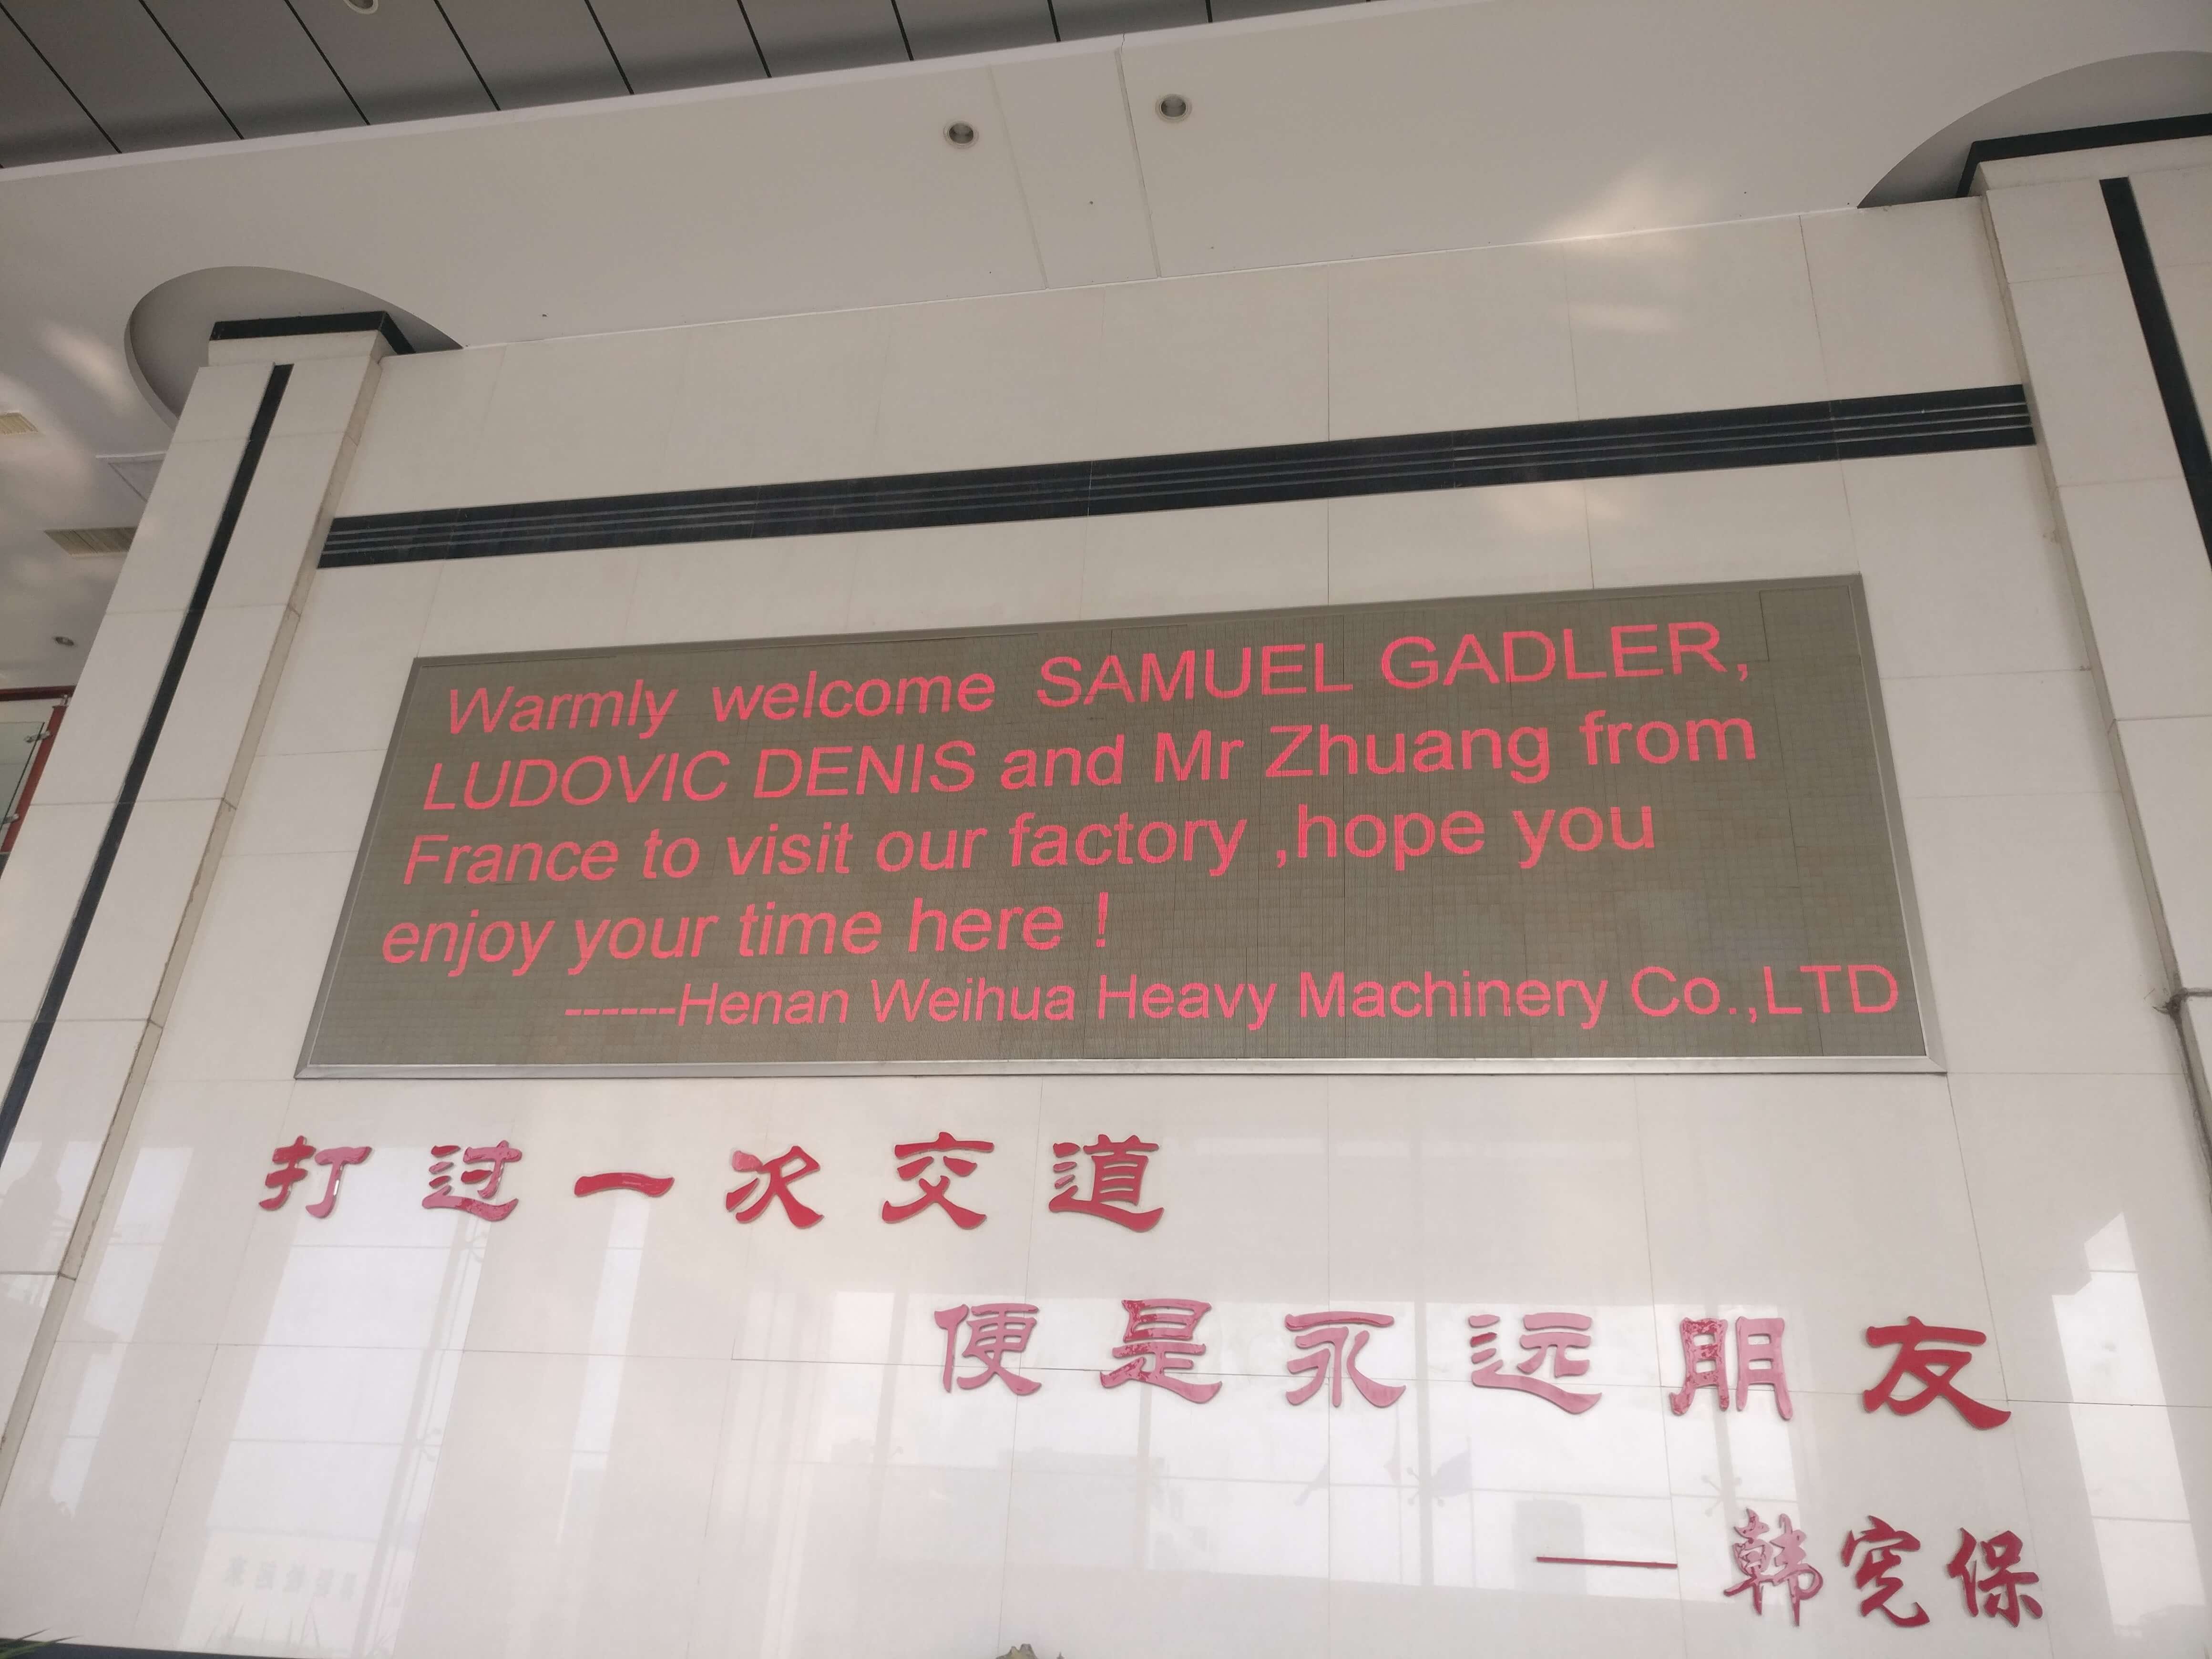 Warmly welcome SAMUEL GADLER,
LUDOVIC DENIS and Mr Zhuang from
France to visit our factory ,hope you
enjoy your time here !
------Henan Weihua Heavy Machinery Co.,LTD
打过一次交道
便是永远朋友
——韩宪保